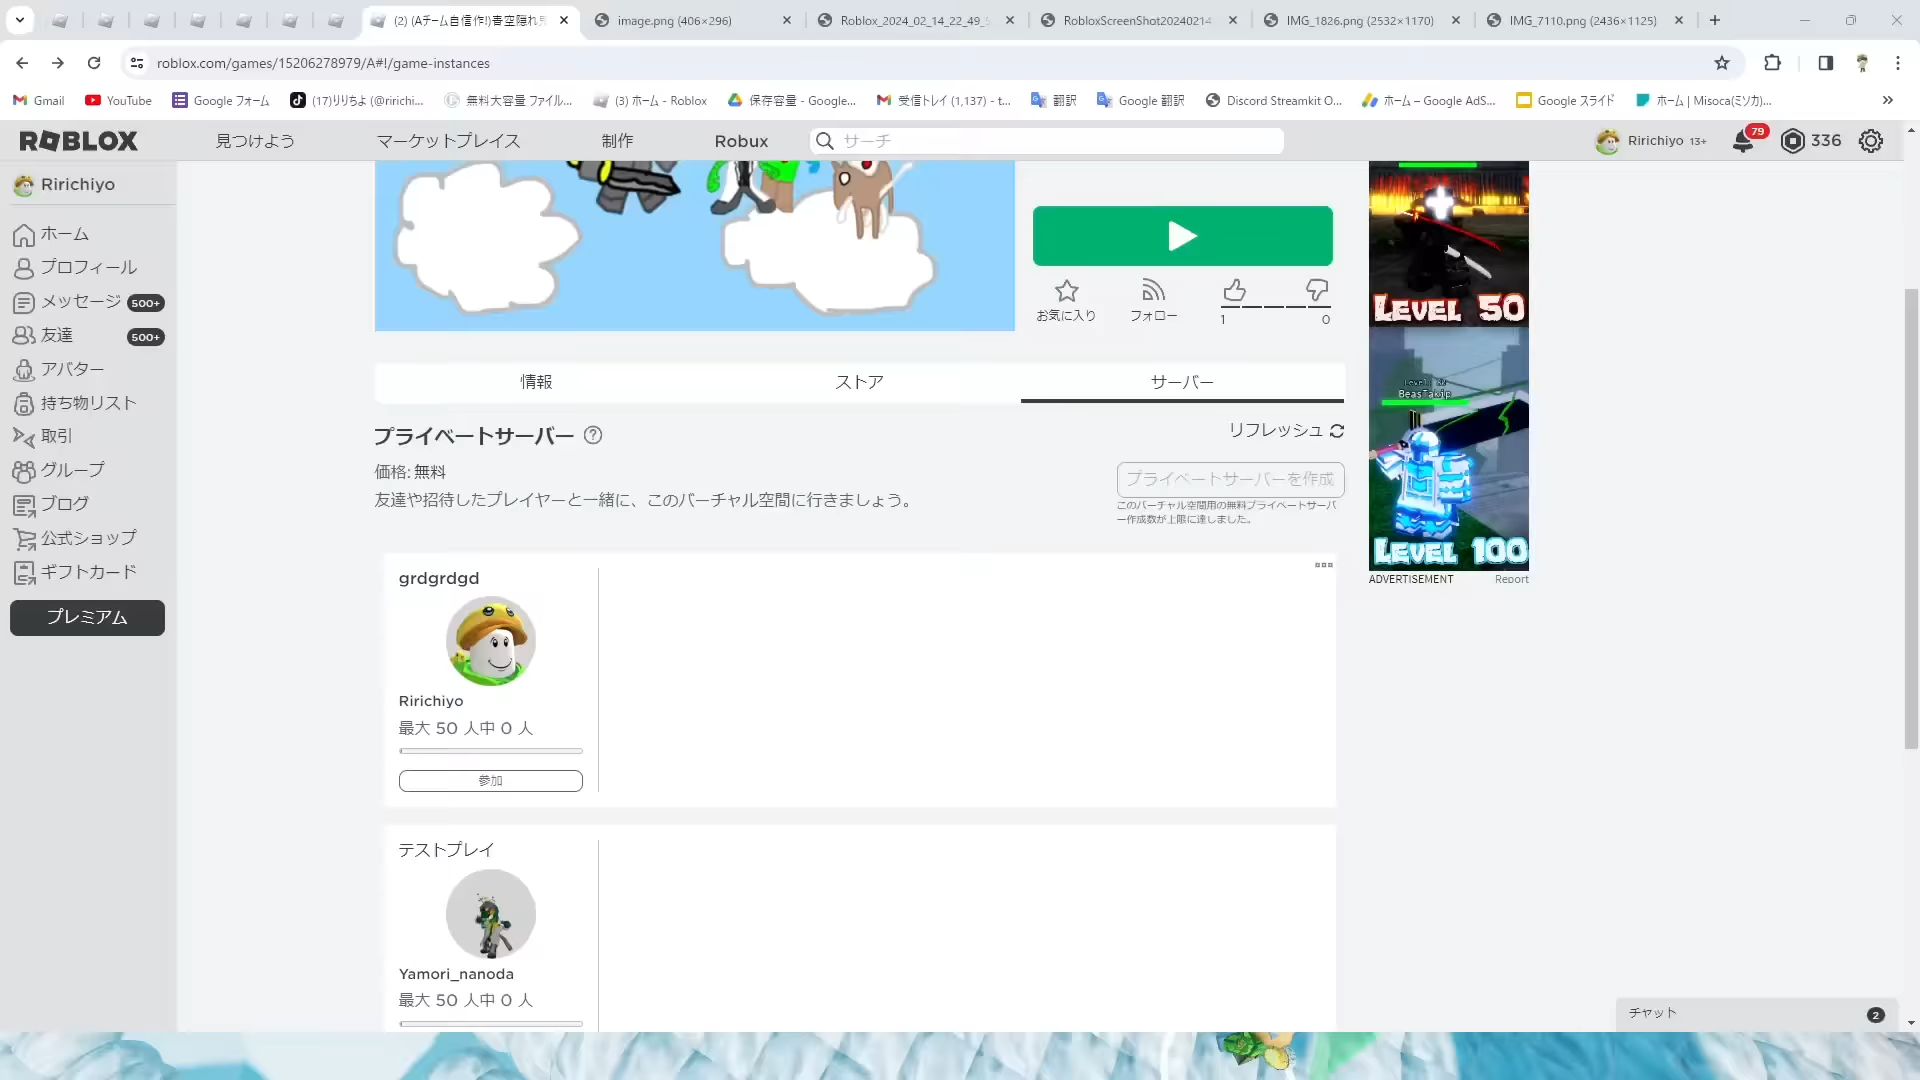 (2) (Aチーム自信作!)青空隠れ
image.png (406×296)
Roblox_2024_02_14_22_49_
RobloxScreenShot20240214
IMG_1826.png (2532×1170)
IMG_7110.png (2436×1125)
roblox.com/games/15206278979/A#!/game-instances
Gmail
YouTube
Google フォーム
(17)りりちよ (@ririchi...
無料大容量 ファイル...
(3) ホーム - Roblox
保存容量 - Google...
受信トレイ (1,137) - t...
翻訳
Google 翻訳
Discord Streamkit O...
ホーム – Google AdS...
Google スライド
ホーム | Misoca(ミソカ)...
ROBLOX
見つけよう
マーケットプレイス
制作
Robux
サーチ
Ririchiyo 13+
79
336
Ririchiyo
ホーム
プロフィール
メッセージ 500+
友達 500+
アバター
持ち物リスト
取引
グループ
ブログ
公式ショップ
ギフトカード
プレミアム
お気に入り
フォロー
1
0
情報
ストア
サーバー
プライベートサーバー
リフレッシュ
価格: 無料
友達や招待したプレイヤーと一緒に、このバーチャル空間に行きましょう。
プライベートサーバーを作成
このバーチャル空間用の無料プライベートサーバ
ー作成数が上限に達しました。
grdgrdgd
Ririchiyo
最大 50 人中 0 人
参加
テストプレイ
Yamori_nanoda
最大 50 人中 0 人
LEVEL 50
BeasTakip
LEVEL 100
ADVERTISEMENT
Report
チャット
2